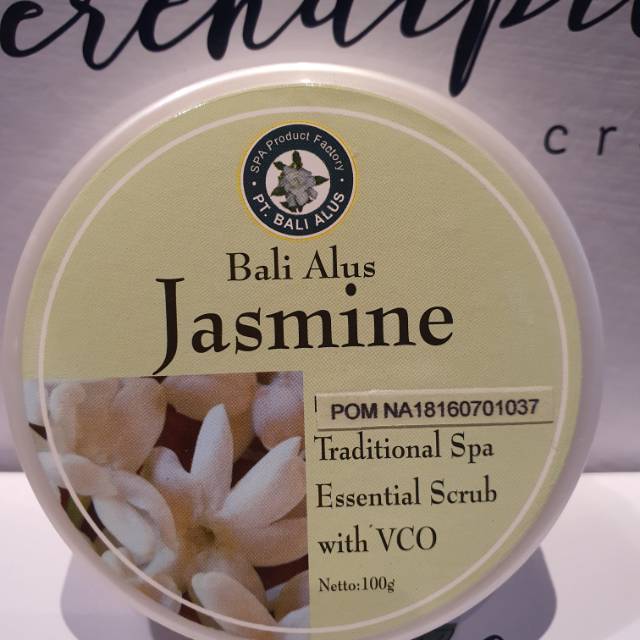 SPA Product Factory
PT. BALI ALUS
Bali Alus
Jasmine
POM NA18160701037
Traditional Spa
Essential Scrub
with VCO
Netto:100g